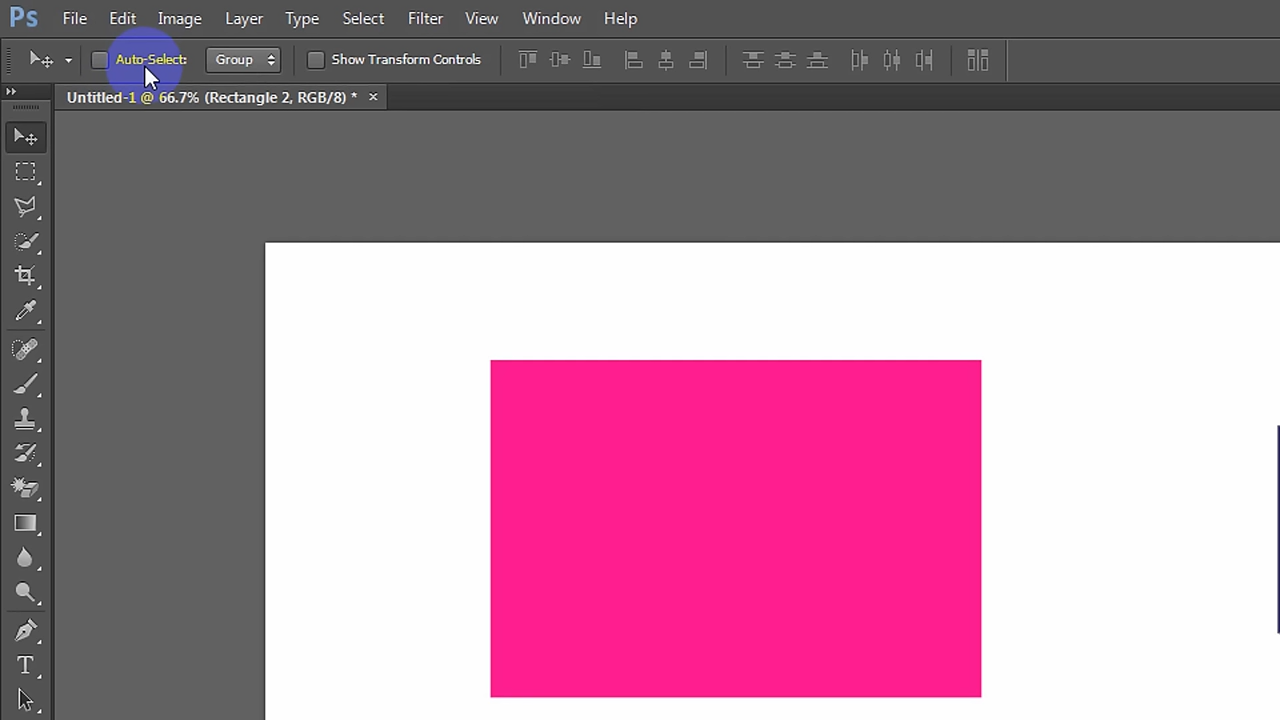 Ps File Edit Image Layer Type Select Filter View Window Help
Auto-Select: Group Show Transform Controls
Untitled-1 @ 66.7% (Rectangle 2, RGB/8) * ×
T